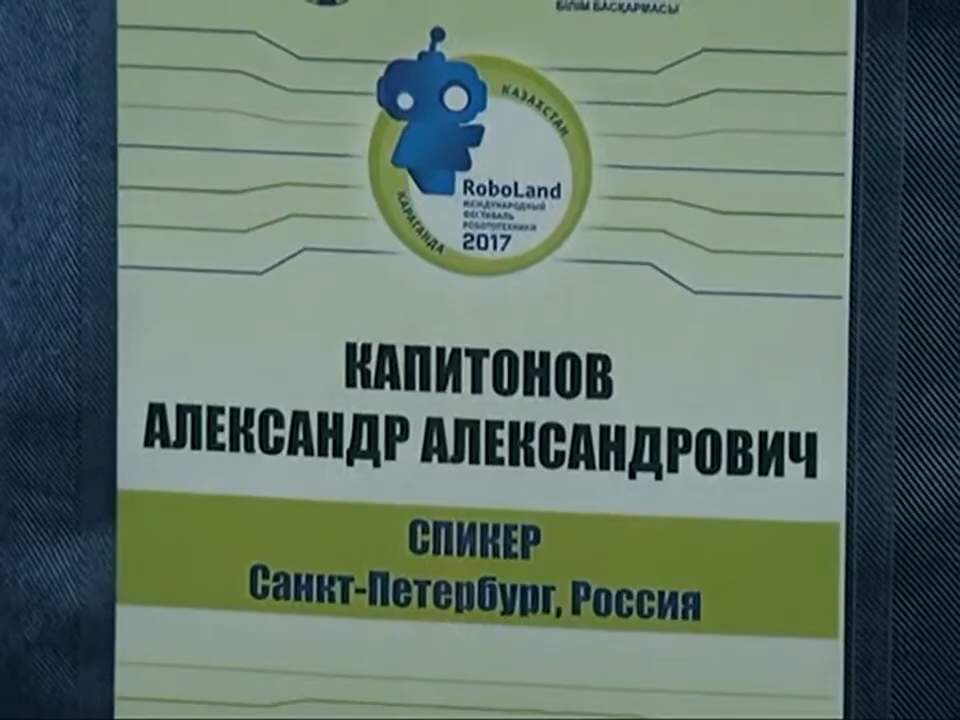 БІЛІМ БАСҚАРМАСЫ
КАЗАХСТАН
КАРАГАНДА
RoboLand
МЕЖДУНАРОДНЫЙ
ФЕСТИВАЛЬ
РОБОТОТЕХНИКИ
2017
КАПИТОНОВ
АЛЕКСАНДР АЛЕКСАНДРОВИЧ
СПИКЕР
Санкт-Петербург, Россия